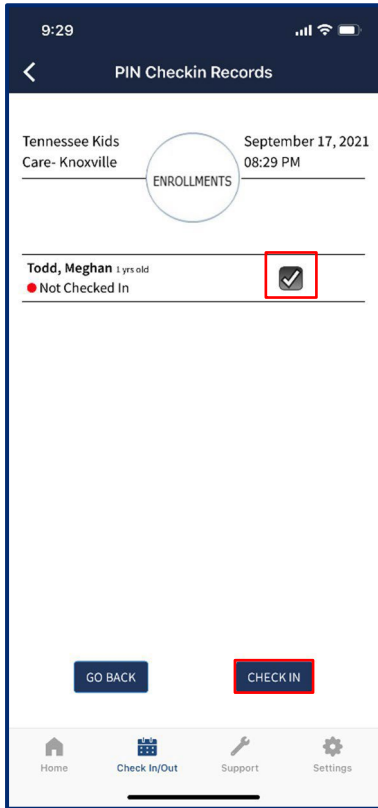 9:29
PIN Checkin Records
Tennessee Kids
Care- Knoxville
ENROLLMENTS
September 17, 2021
08:29 PM
Todd, Meghan 1 yrs old
Not Checked In
GO BACK
CHECK IN
Home
Check In/Out
Support
Settings